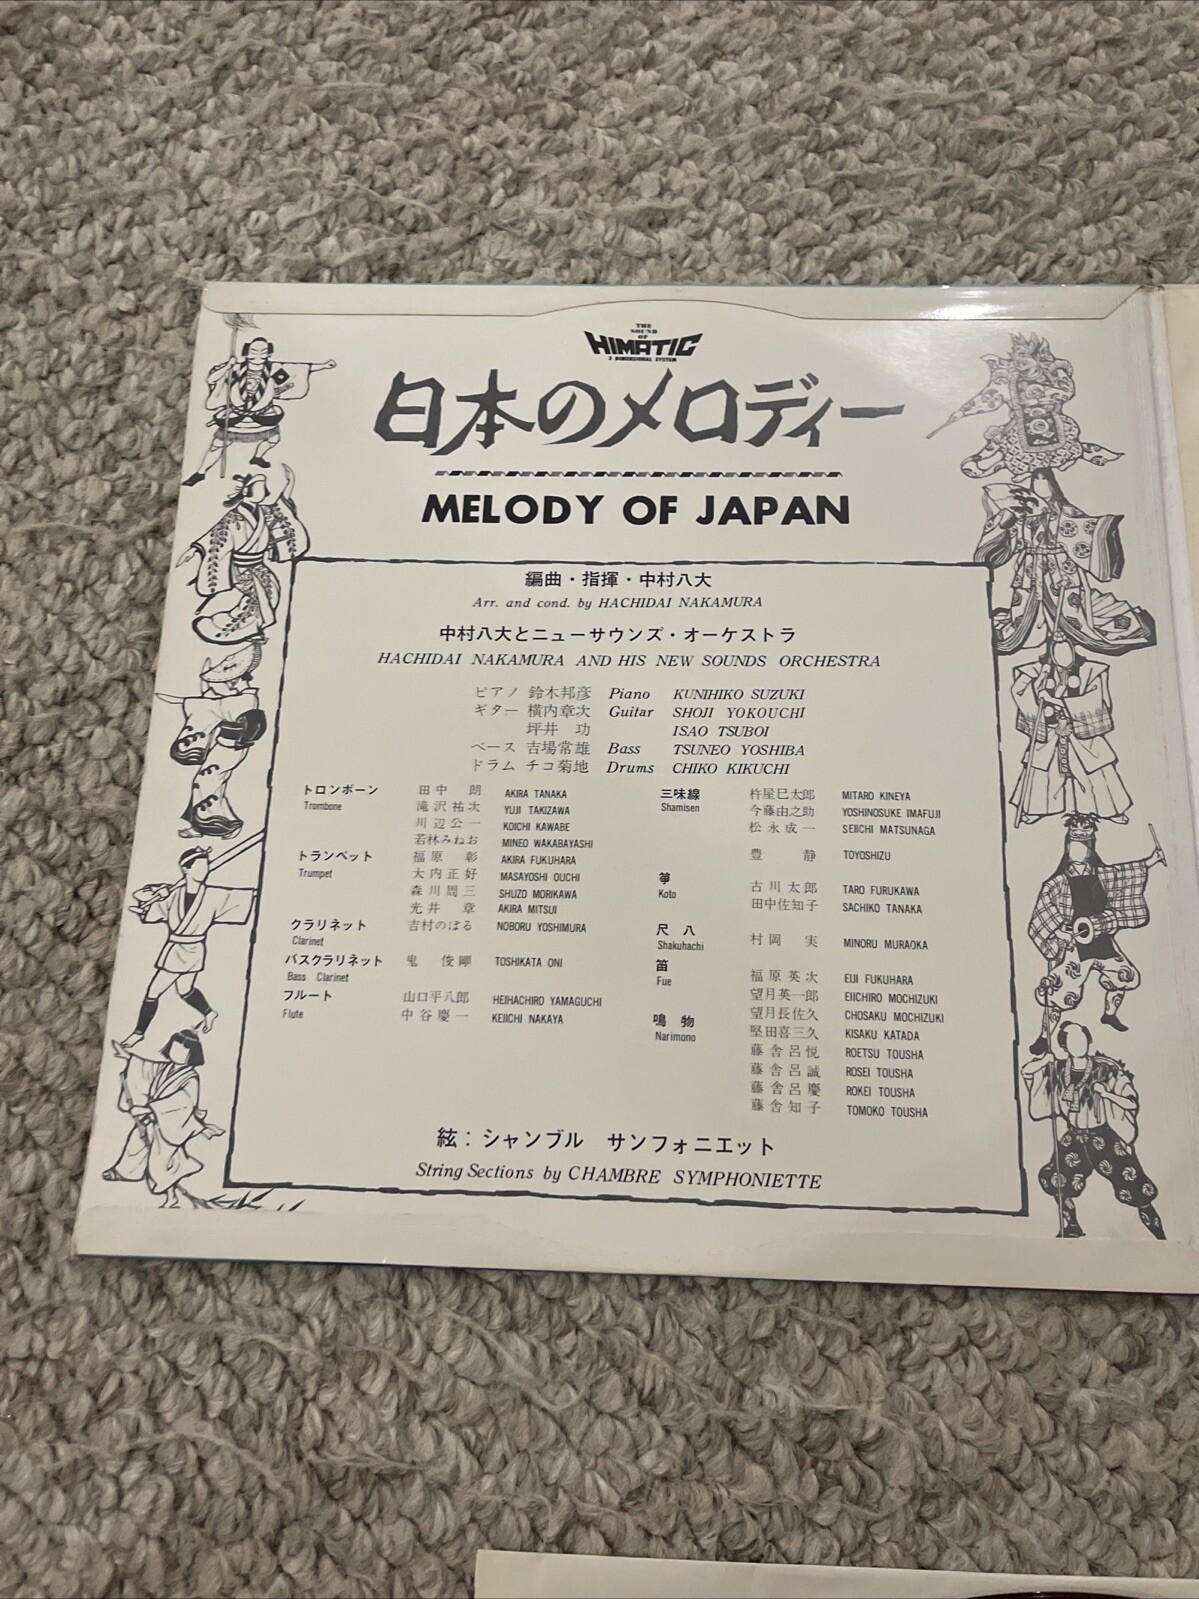 THE
SOUND
OF
HIMATIC
3 DIMENSIONAL SYSTEM
日本のメロディー
MELODY OF JAPAN
編曲・指揮・中村八大
Arr. and cond. by HACHIDAI NAKAMURA
中村八大とニューサウンズ・オーケストラ
HACHIDAI NAKAMURA AND HIS NEW SOUNDS ORCHESTRA
ピアノ 鈴木邦彦 Piano KUNIHIKO SUZUKI
ギター 横内章次 Guitar SHOJI YOKOUCHI
坪井 功 ISAO TSUBOI
ベース 吉場常雄 Bass TSUNEO YOSHIBA
ドラム チコ菊地 Drums CHIKO KIKUCHI
トロンボーン 田中 朗 AKIRA TANAKA
Trombone 滝沢祐次 YUJI TAKIZAWA
川辺公一 KOICHI KAWABE
若林みねお MINEO WAKABAYASHI
トランペット 福原 彰 AKIRA FUKUHARA
Trumpet 大内正好 MASAYOSHI OUCHI
森川周三 SHUZO MORIKAWA
光井 章 AKIRA MITSUI
クラリネット 吉村のぼる NOBORU YOSHIMURA
Clarinet
バスクラリネット 鬼 俊剛 TOSHIKATA ONI
Bass Clarinet
フルート 山口平八郎 HEIHACHIRO YAMAGUCHI
Flute 中谷慶一 KEIICHI NAKAYA
三味線 杵屋巳太郎 MITARO KINEYA
Shamisen 今藤由之助 YOSHINOSUKE IMAFUJI
松永成一 SEIICHI MATSUNAGA
豊 静 TOYOSHIZU
箏 古川太郎 TARO FURUKAWA
Koto 田中佐知子 SACHIKO TANAKA
尺八 村岡 実 MINORU MURAOKA
Shakuhachi
笛 福原英次 EIJI FUKUHARA
Fue 望月英一郎 EIICHIRO MOCHIZUKI
鳴物 望月長佐久 CHOSAKU MOCHIZUKI
Narimono 堅田喜三久 KISAKU KATADA
藤舎呂悦 ROETSU TOUSHA
藤舎呂誠 ROSEI TOUSHA
藤舎呂慶 ROKEI TOUSHA
藤舎知子 TOMOKO TOUSHA
絃：シャンブル サンフォニエット
String Sections by CHAMBRE SYMPHONIETTE